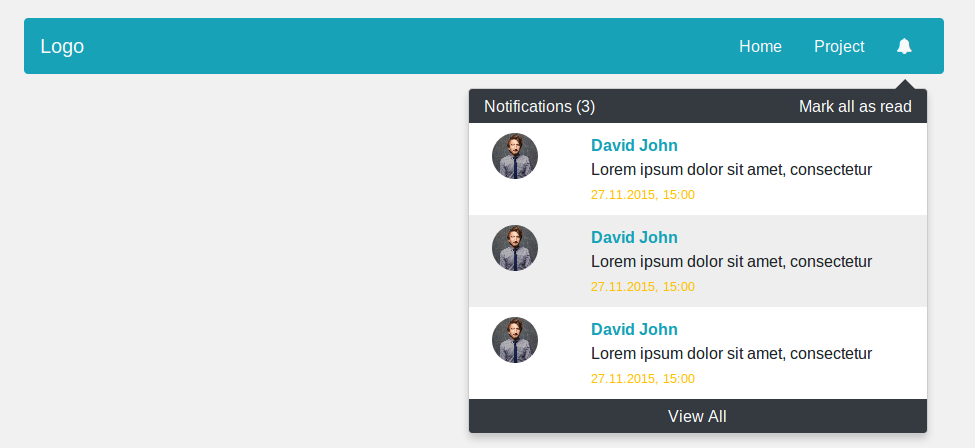 Logo
Home
Project
Notifications (3)
Mark all as read
David John
Lorem ipsum dolor sit amet, consectetur
27.11.2015, 15:00
David John
Lorem ipsum dolor sit amet, consectetur
27.11.2015, 15:00
David John
Lorem ipsum dolor sit amet, consectetur
27.11.2015, 15:00
View All